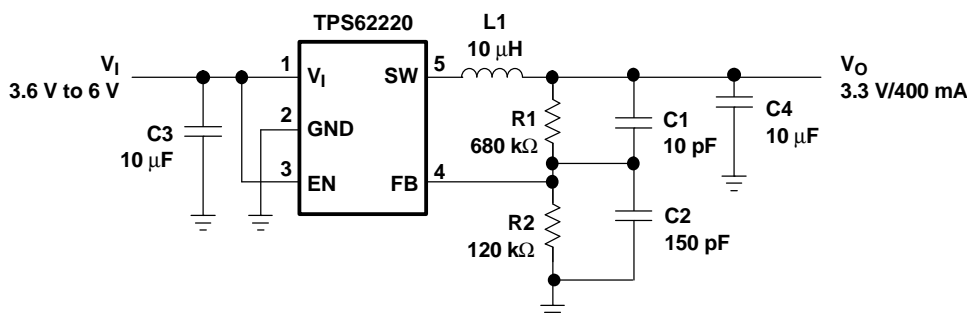 TPS62220
L1
10 μH
V_I
3.6 V to 6 V
1
V_I
SW
5
V_O
3.3 V/400 mA
C3
10 μF
2
GND
R1
680 kΩ
C1
10 pF
C4
10 μF
3
EN
FB
4
R2
120 kΩ
C2
150 pF